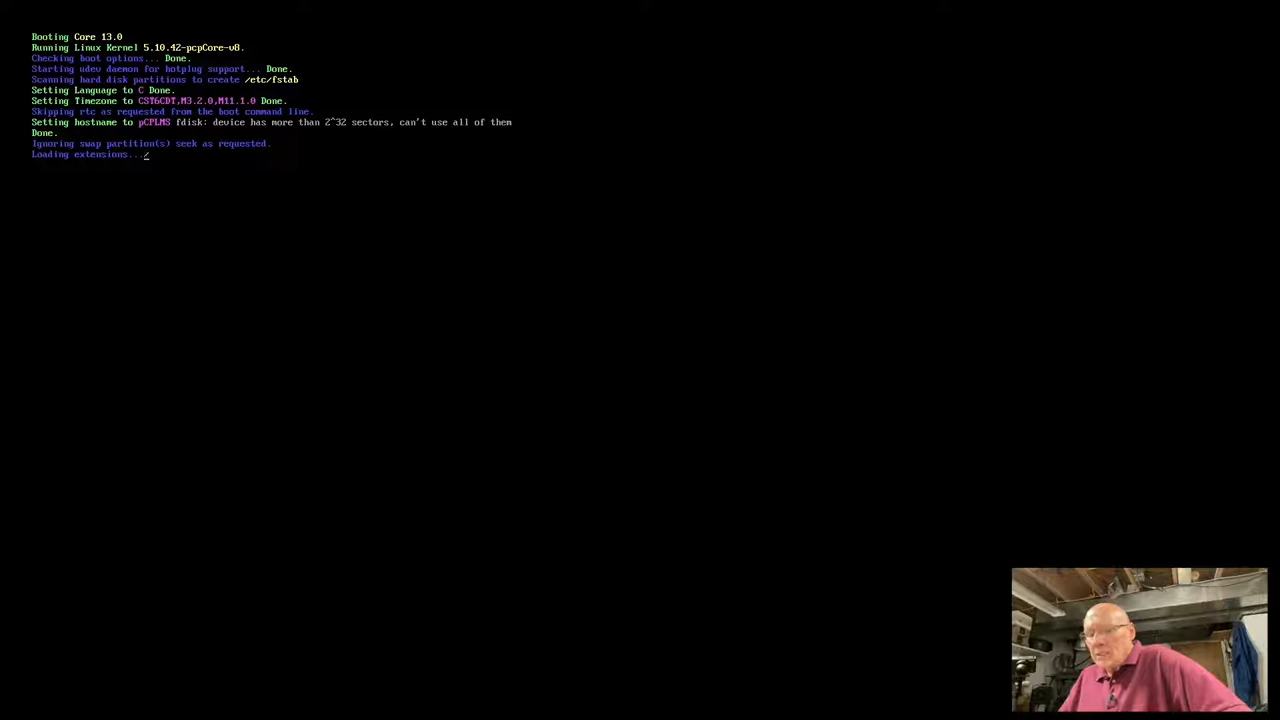 Booting Core 13.0
Running Linux Kernel 5.10.42-pcpCore-v8.
Checking boot options... Done.
Starting udev daemon for hotplug support... Done.
Scanning hard disk partitions to create /etc/fstab
Setting Language to C Done.
Setting Timezone to CST6CDT,M3.2.0,M11.1.0 Done.
Skipping rtc as requested from the boot command line.
Setting hostname to pCPLMS fdisk: device has more than 2^32 sectors, can't use all of them
Done.
Ignoring swap partition(s) seek as requested.
Loading extensions.../